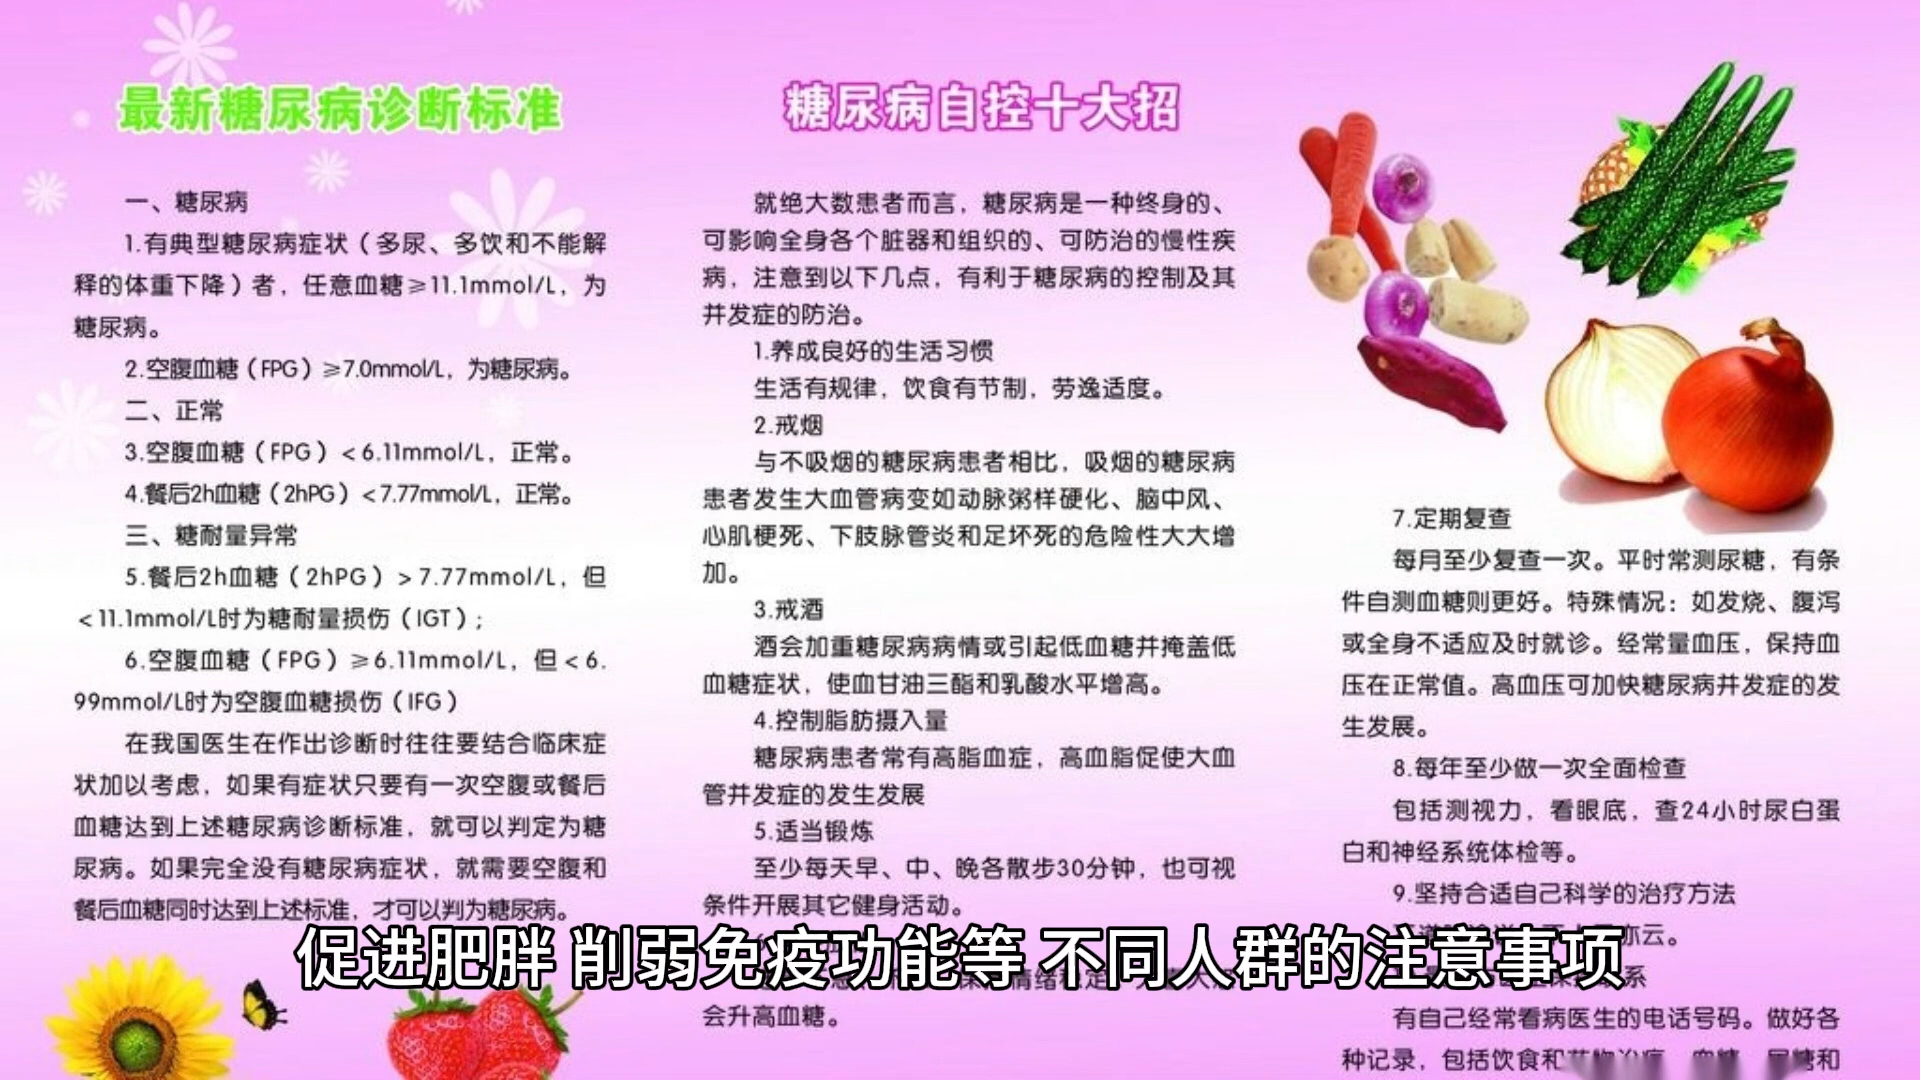 最新糖尿病诊断标准
一、糖尿病
1.有典型糖尿病症状（多尿、多饮和不能解
释的体重下降）者，任意血糖≥11.1mmol/L，为
糖尿病。
2.空腹血糖（FPG）≥7.0mmol/L，为糖尿病。
二、正常
3.空腹血糖（FPG）<6.11mmol/L，正常。
4.餐后2h血糖（2hPG）<7.77mmol/L，正常。
三、糖耐量异常
5.餐后2h血糖（2hPG）>7.77mmol/L，但
<11.1mmol/L时为糖耐量损伤（IGT）；
6.空腹血糖（FPG）≥6.11mmol/L，但<6.
99mmol/L时为空腹血糖损伤（IFG）
在我国医生在作出诊断时往往要结合临床症
状加以考虑，如果有症状只要有一次空腹或餐后
血糖达到上述糖尿病诊断标准，就可以判定为糖
尿病。如果完全没有糖尿病症状，就需要空腹和
餐后血糖同时达到上述标准，才可以判为糖尿病。
糖尿病自控十大招
就绝大数患者而言，糖尿病是一种终身的、
可影响全身各个脏器和组织的、可防治的慢性疾
病，注意到以下几点，有利于糖尿病的控制及其
并发症的防治。
1.养成良好的生活习惯
生活有规律，饮食有节制，劳逸适度。
2.戒烟
与不吸烟的糖尿病患者相比，吸烟的糖尿病
患者发生大血管病变如动脉粥样硬化、脑中风、
心肌梗死、下肢脉管炎和足坏死的危险性大大增
加。
3.戒酒
酒会加重糖尿病病情或引起低血糖并掩盖低
血糖症状，使血甘油三酯和乳酸水平增高。
4.控制脂肪摄入量
糖尿病患者常有高脂血症，高血脂促使大血
管并发症的发生发展
5.适当锻炼
至少每天早、中、晚各散步30分钟，也可视
条件开展其它健身活动。
情绪稳定
会升高血糖。
7.定期复查
每月至少复查一次。平时常测尿糖，有条
件自测血糖则更好。特殊情况：如发烧、腹泻
或全身不适应及时就诊。经常量血压，保持血
压在正常值。高血压可加快糖尿病并发症的发
生发展。
8.每年至少做一次全面检查
包括测视力，看眼底，查24小时尿白蛋
白和神经系统体检等。
9.坚持合适自己科学的治疗方法
亦云。
系
有自己经常看病医生的电话号码。做好各
种记录，包括饮食和
促进肥胖 削弱免疫功能等 不同人群的注意事项